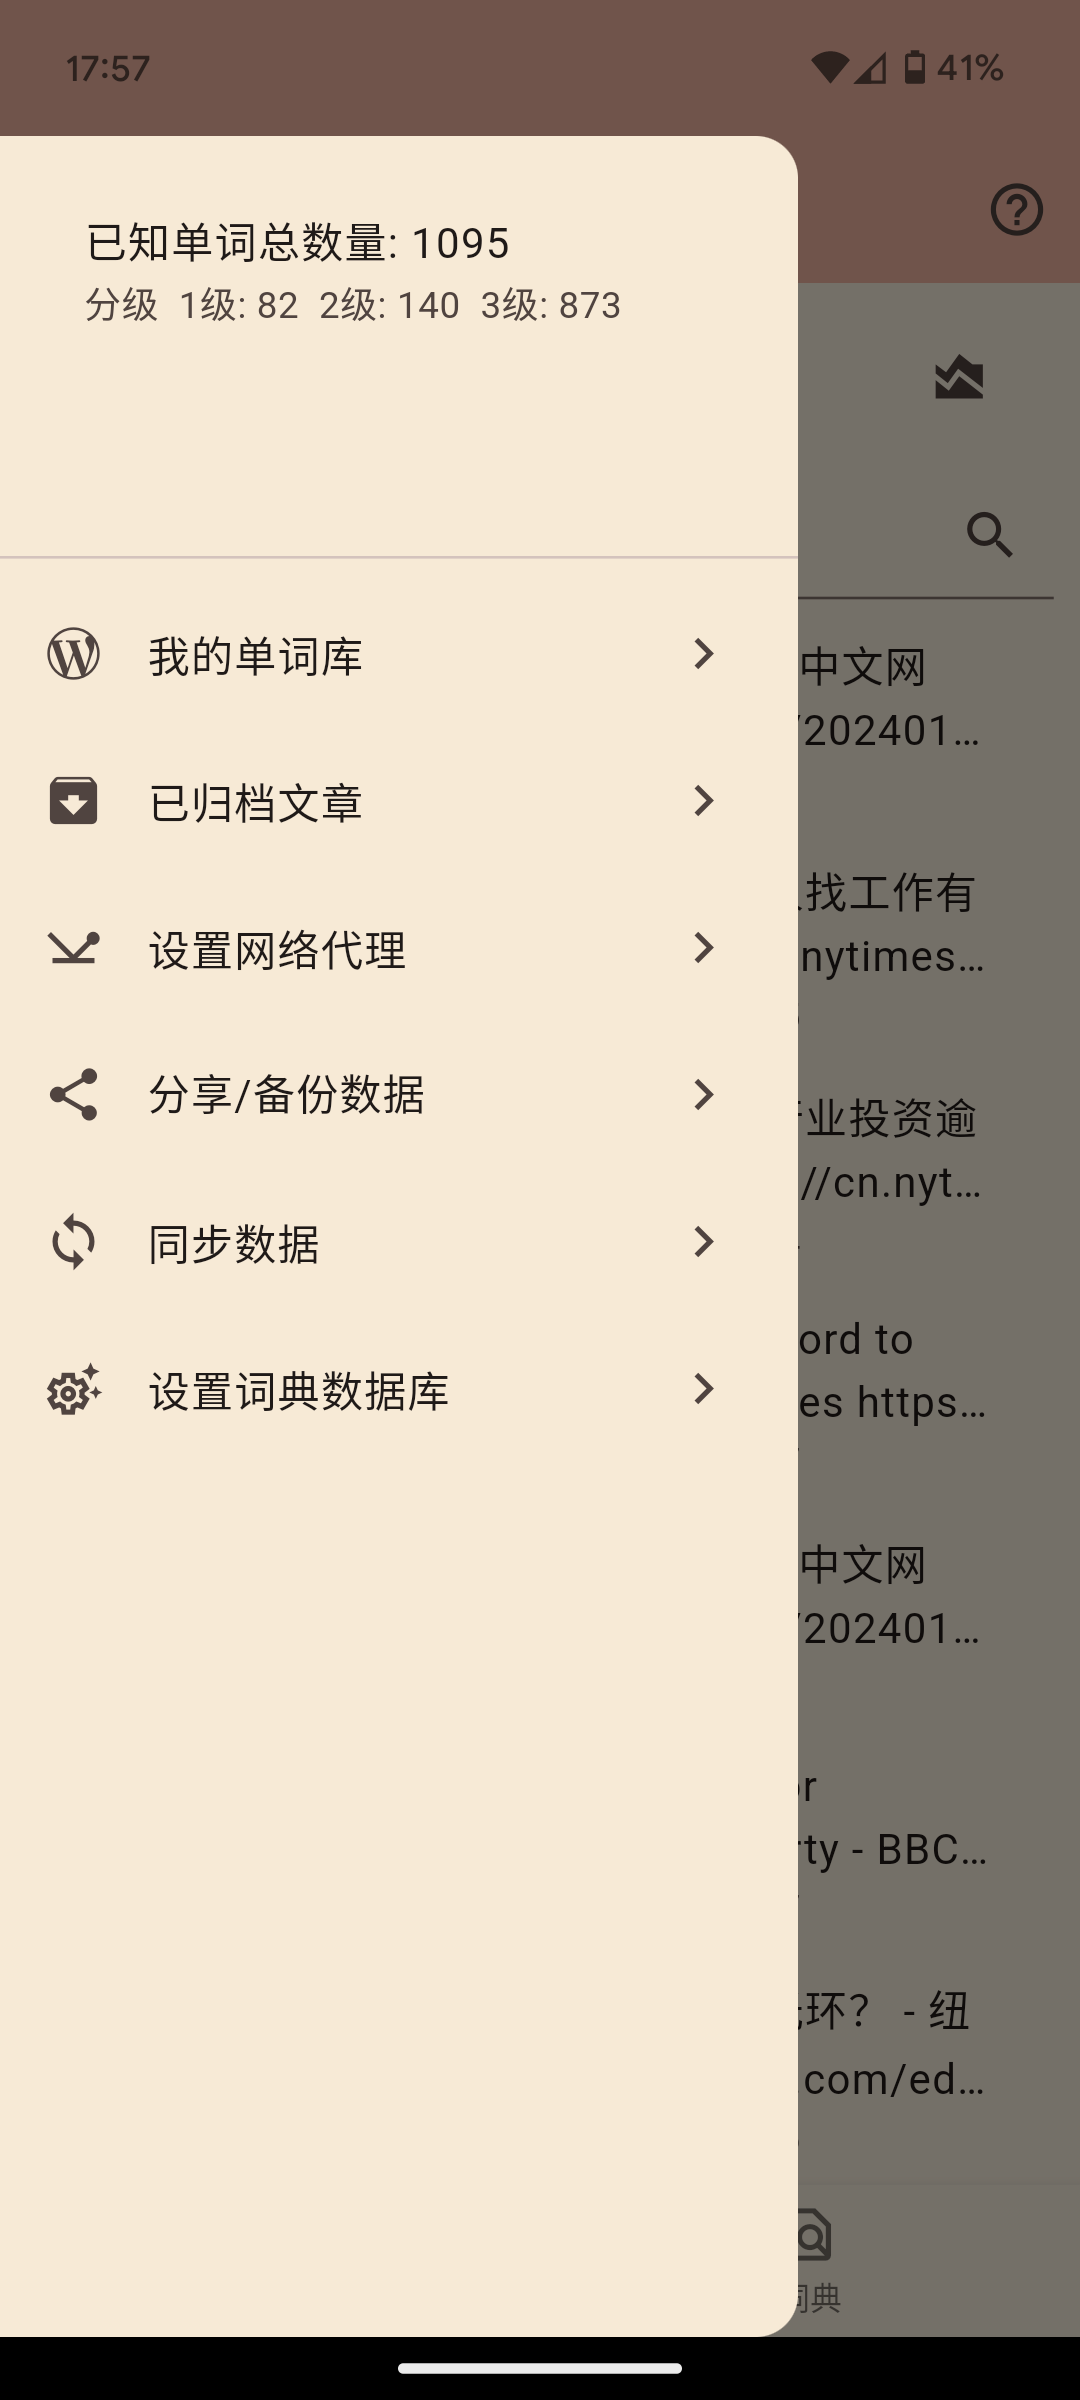 17:57
41%
已知单词总数量: 1095
分级 1级: 82 2级: 140 3级: 873
我的单词库
已归档文章
设置网络代理
分享/备份数据
同步数据
设置词典数据库
中文网
/202401…
找工作有
nytimes…
业投资逾
//cn.nyt…
ord to
es https…
中文网
/202401…
or
rty - BBC…
环？ - 纽
.com/ed…
词典